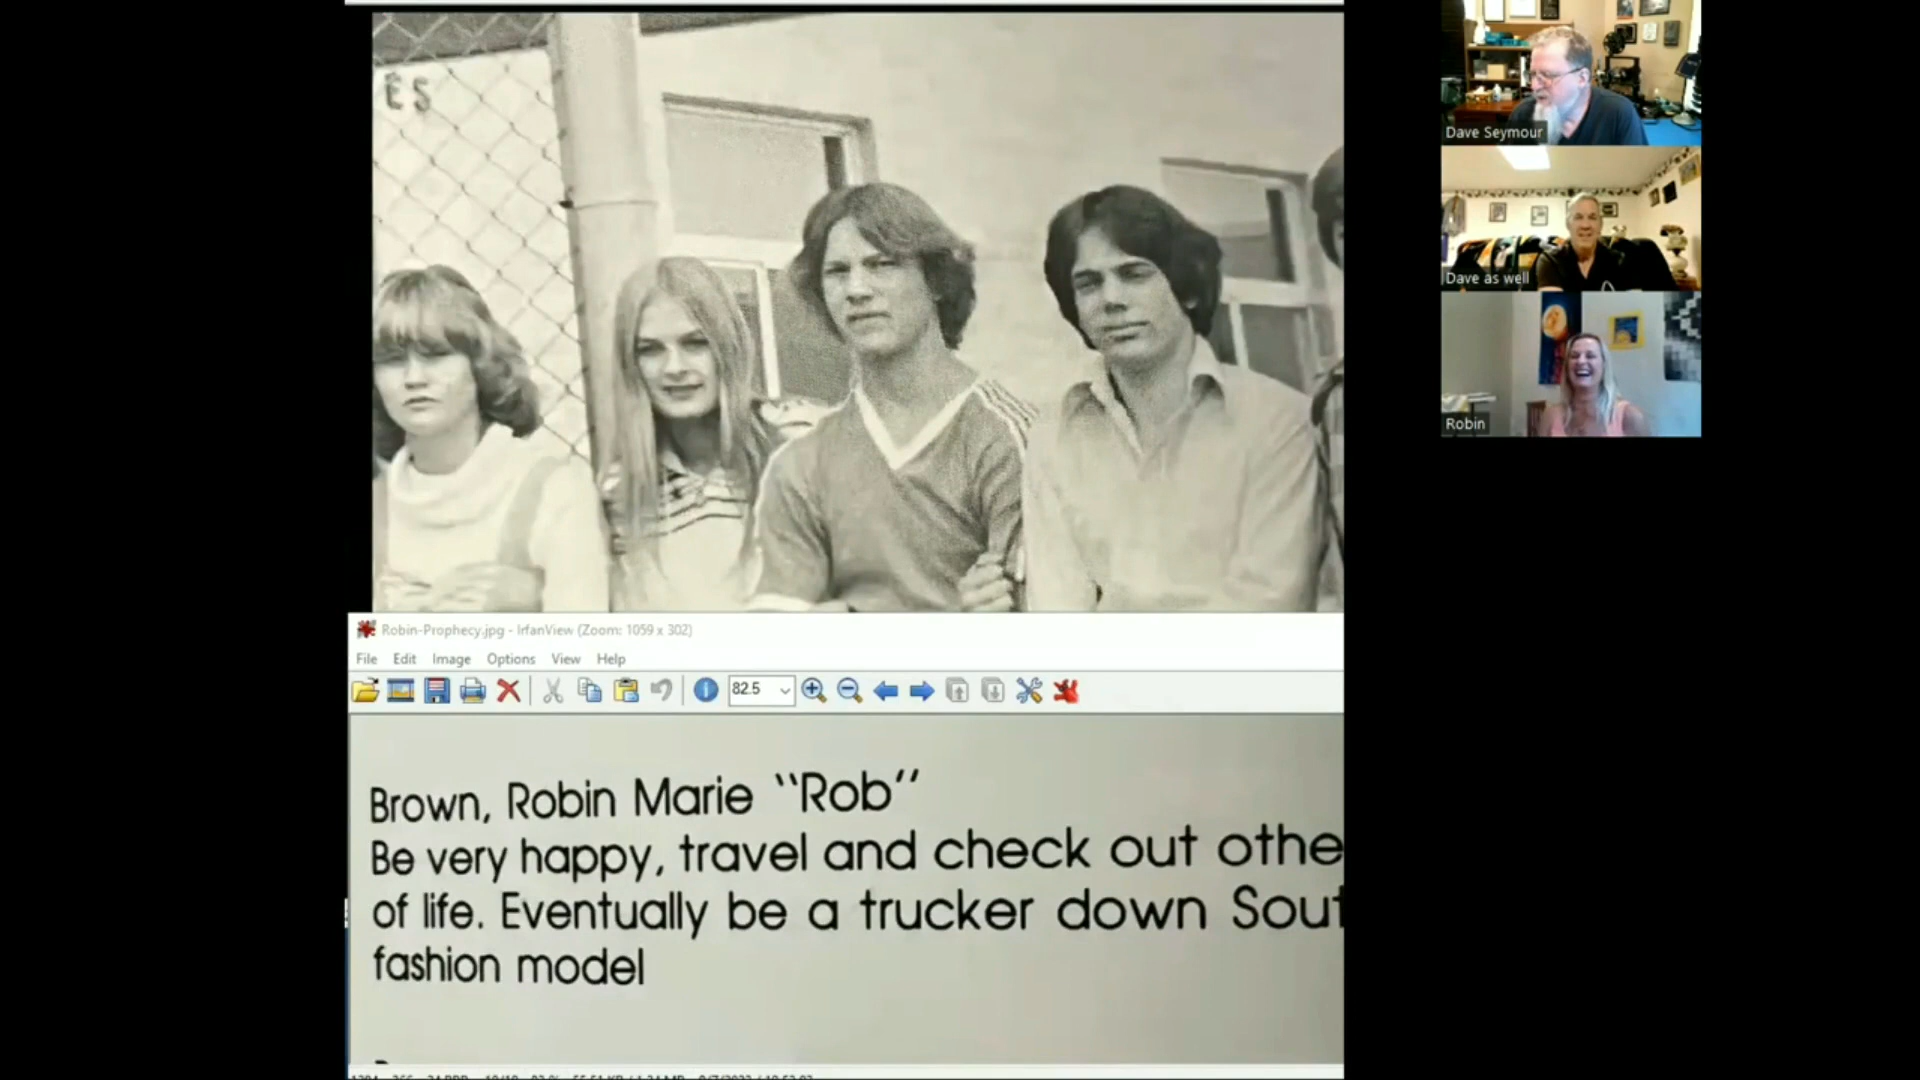 ES
Dave Seymour
Dave as well
Robin
Robin-Prophecy.jpg - IrfanView (Zoom: 1059 x 302)
File Edit Image Options View Help
82.5
Brown, Robin Marie "Rob"
Be very happy, travel and check out othe
of life. Eventually be a trucker down Sout
fashion model